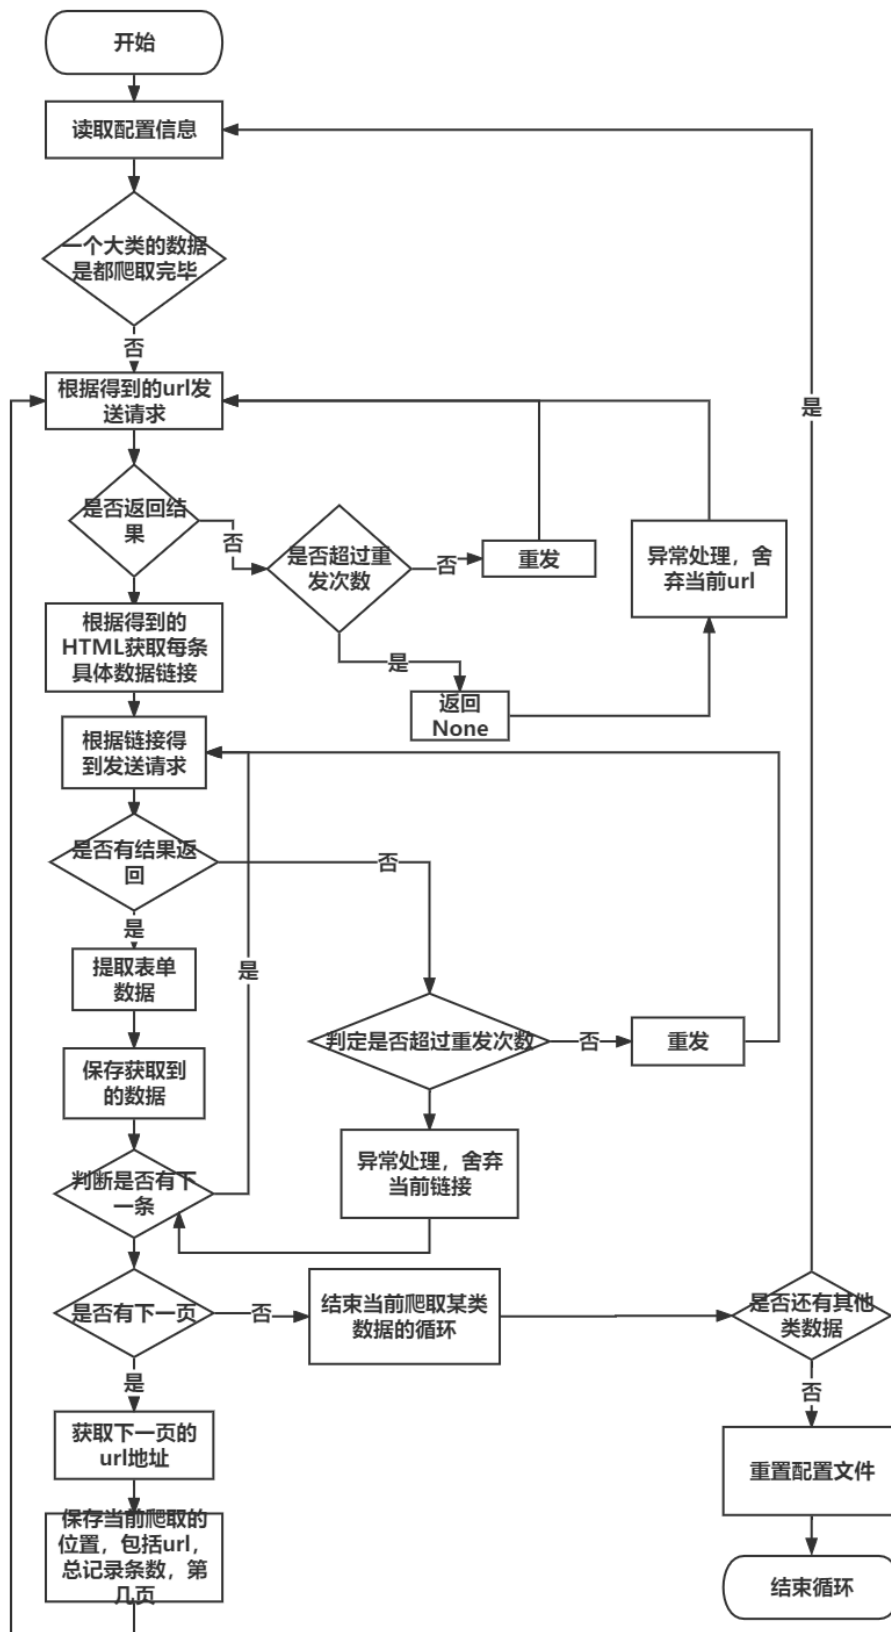 开始
读取配置信息
一个大类的数据
是都爬取完毕
否
根据得到的url发
送请求
是
是否返回结
果
否
是否超过重
发次数
否
重发
异常处理，舍
弃当前url
根据得到的
HTML获取每条
具体数据链接
是
返回
None
根据链接得
到发送请求
是否有结果返
回
否
是
提取表单
数据
是
判定是否超过重发次数
否
重发
保存获取到
的数据
异常处理，舍弃
当前链接
判断是否有下
一条
是否有下一页
否
结束当前爬取某类
数据的循环
是否还有其他
类数据
是
否
获取下一页的
url地址
重置配置文件
保存当前爬取的
位置，包括url，
总记录条数，第
几页
结束循环